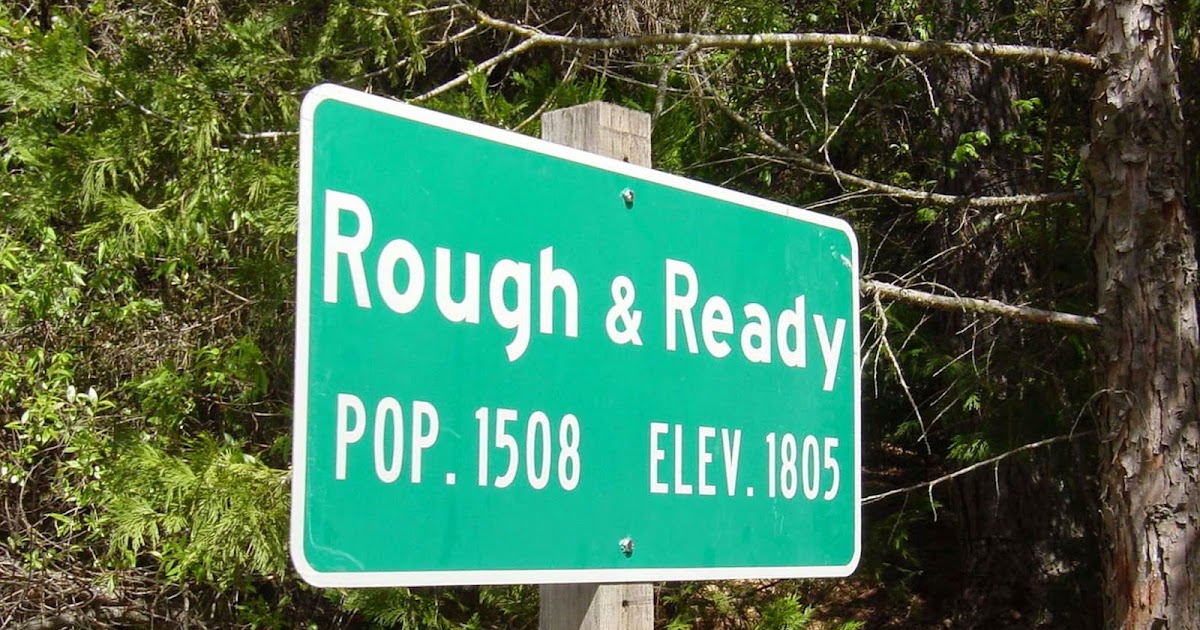 Rough & Ready
POP. 1508 ELEV. 1805